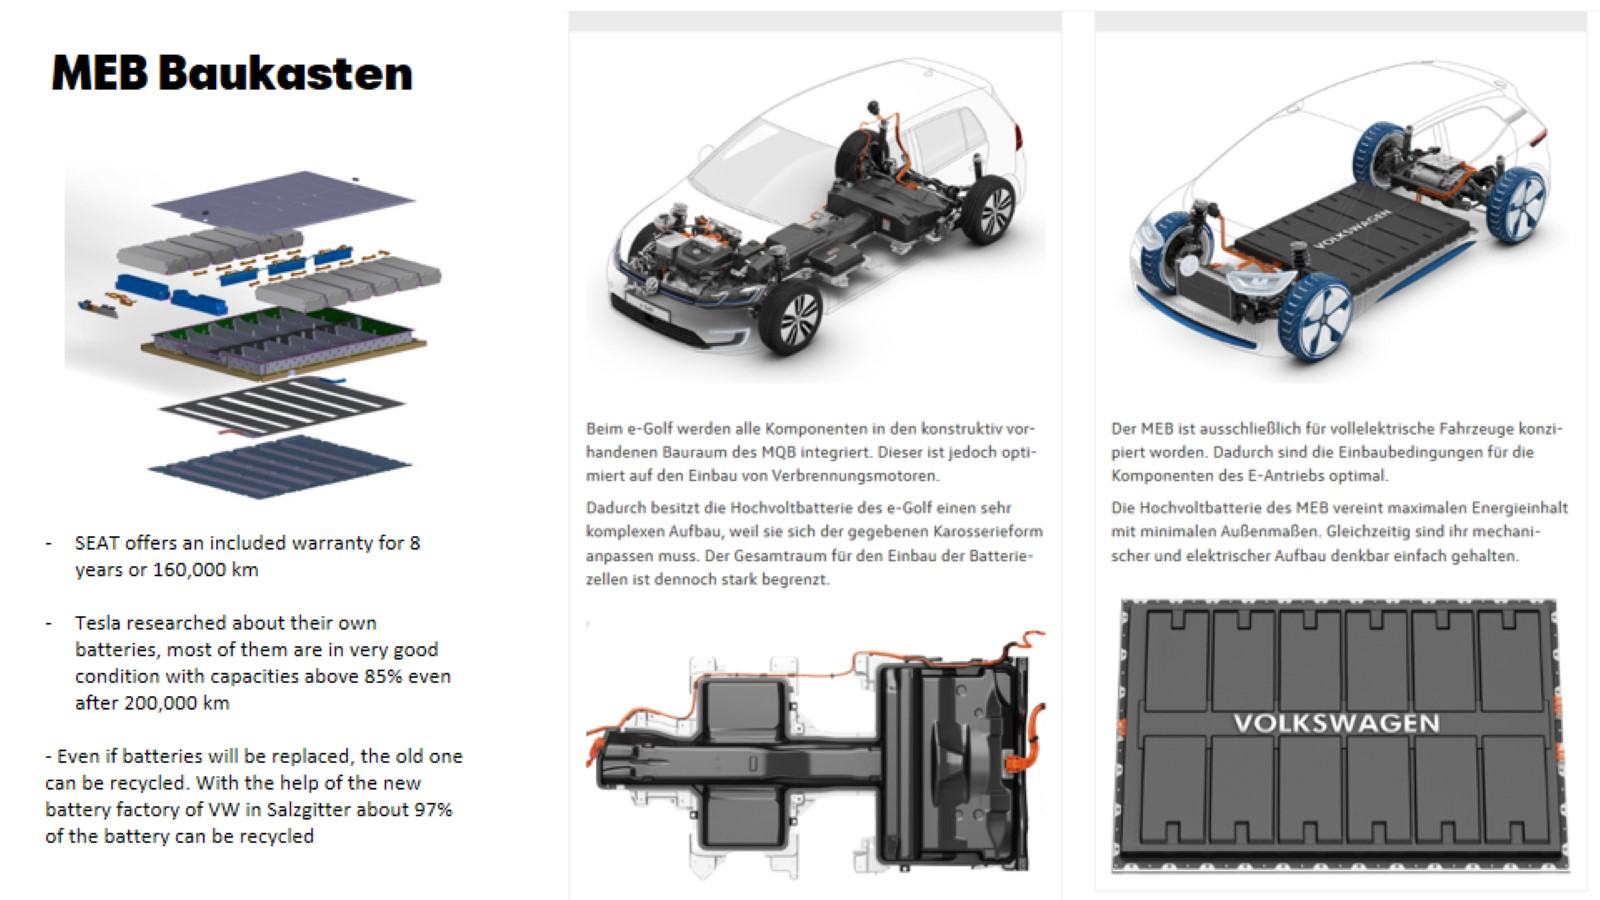 MEB Baukasten
- SEAT offers an included warranty for 8
years or 160,000 km
- Tesla researched about their own
batteries, most of them are in very good
condition with capacities above 85% even
after 200,000 km
- Even if batteries will be replaced, the old one
can be recycled. With the help of the new
battery factory of VW in Salzgitter about 97%
of the battery can be recycled
Beim e-Golf werden alle Komponenten in den konstruktiv vor-
handenen Bauraum des MQB integriert. Dieser ist jedoch opti-
miert auf den Einbau von Verbrennungsmotoren.
Dadurch besitzt die Hochvoltbatterie des e-Golf einen sehr
komplexen Aufbau, weil sie sich der gegebenen Karosserieform
anpassen muss. Der Gesamtraum für den Einbau der Batterie-
zellen ist dennoch stark begrenzt.
VOLKSWAGEN
Der MEB ist ausschließlich für vollelektrische Fahrzeuge konzi-
piert worden. Dadurch sind die Einbaubedingungen für die
Komponenten des E-Antriebs optimal.
Die Hochvoltbatterie des MEB vereint maximalen Energieinhalt
mit minimalen Außenmaßen. Gleichzeitig sind ihr mechani-
scher und elektrischer Aufbau denkbar einfach gehalten.
VOLKSWAGEN